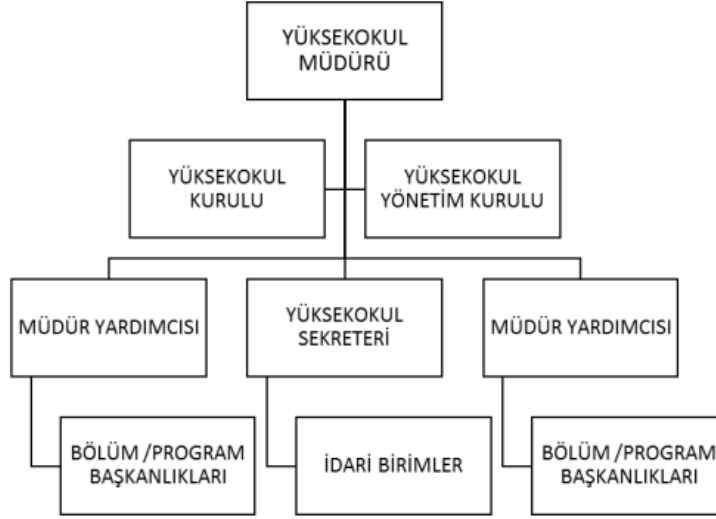 YÜKSEKOKUL
MÜDÜRÜ
YÜKSEKOKUL
KURULU
YÜKSEKOKUL
YÖNETİM KURULU
MÜDÜR YARDIMCISI
YÜKSEKOKUL
SEKRETERİ
MÜDÜR YARDIMCISI
BÖLÜM /PROGRAM
BAŞKANLIKLARI
İDARİ BİRİMLER
BÖLÜM /PROGRAM
BAŞKANLIKLARI